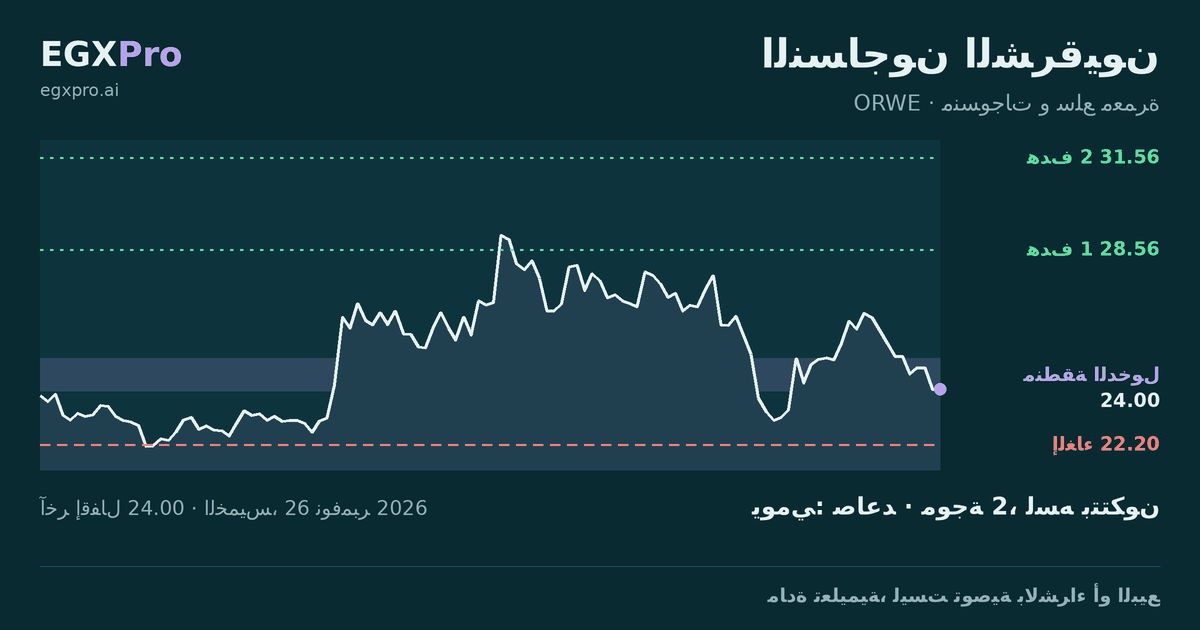 EGXPro
egxpro.ai
النساجون الشرقيون
ORWE · منسوجات و سلع معمرة
هدف 2 31.56
هدف 1 28.56
منطقة الدخول
24.00
إلغاء 22.20
يومي: صاعد · موجة 2، لسه بتتكون
آخر إقفال 24.00 · الخميس، 26 نوفمبر 2026
مادة تعليمية، ليست توصية بالشراء أو البيع